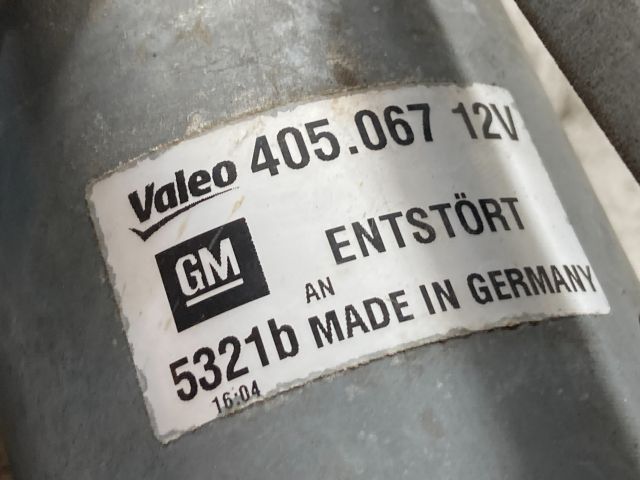 Valeo 405.067 12V
GM ENTSTÖRT
AN
5321b MADE IN GERMANY
16:04